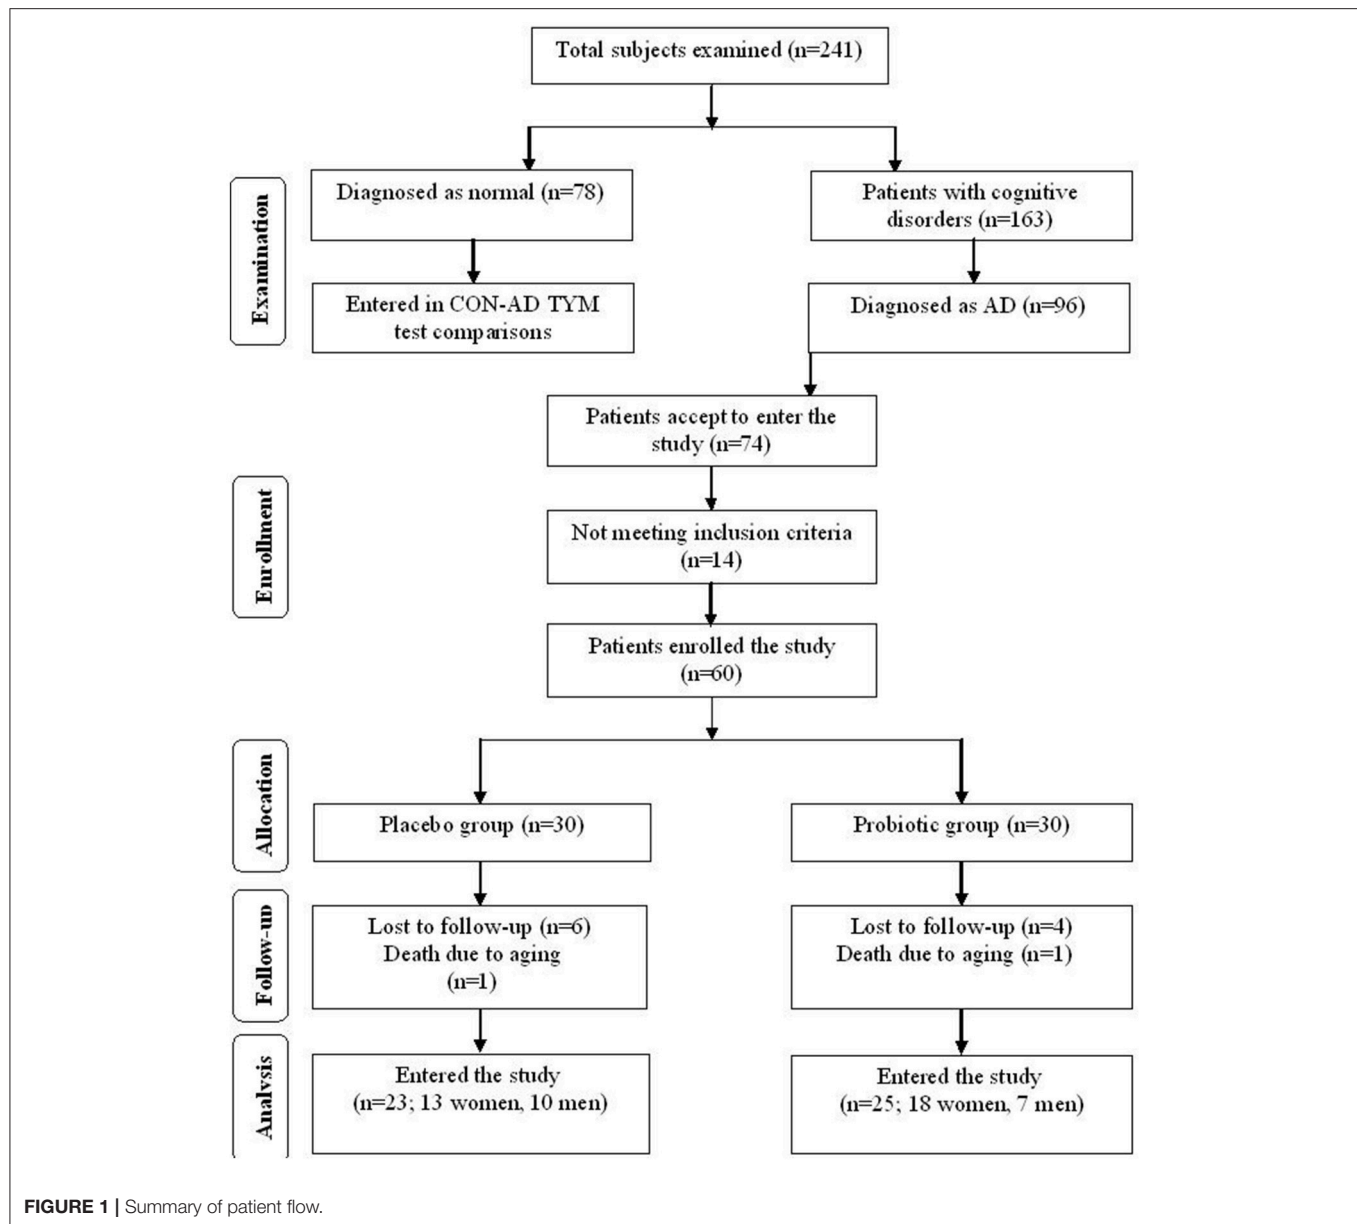 Total subjects examined (n=241)
Examination
Diagnosed as normal (n=78)
Patients with cognitive
disorders (n=163)
Entered in CON-AD TYM
test comparisons
Diagnosed as AD (n=96)
Enrollment
Patients accept to enter the
study (n=74)
Not meeting inclusion criteria
(n=14)
Patients enrolled the study
(n=60)
Allocation
Placebo group (n=30)
Probiotic group (n=30)
Follow-up
Lost to follow-up (n=6)
Death due to aging
(n=1)
Lost to follow-up (n=4)
Death due to aging (n=1)
Analysis
Entered the study
(n=23; 13 women, 10 men)
Entered the study
(n=25; 18 women, 7 men)
FIGURE 1 | Summary of patient flow.